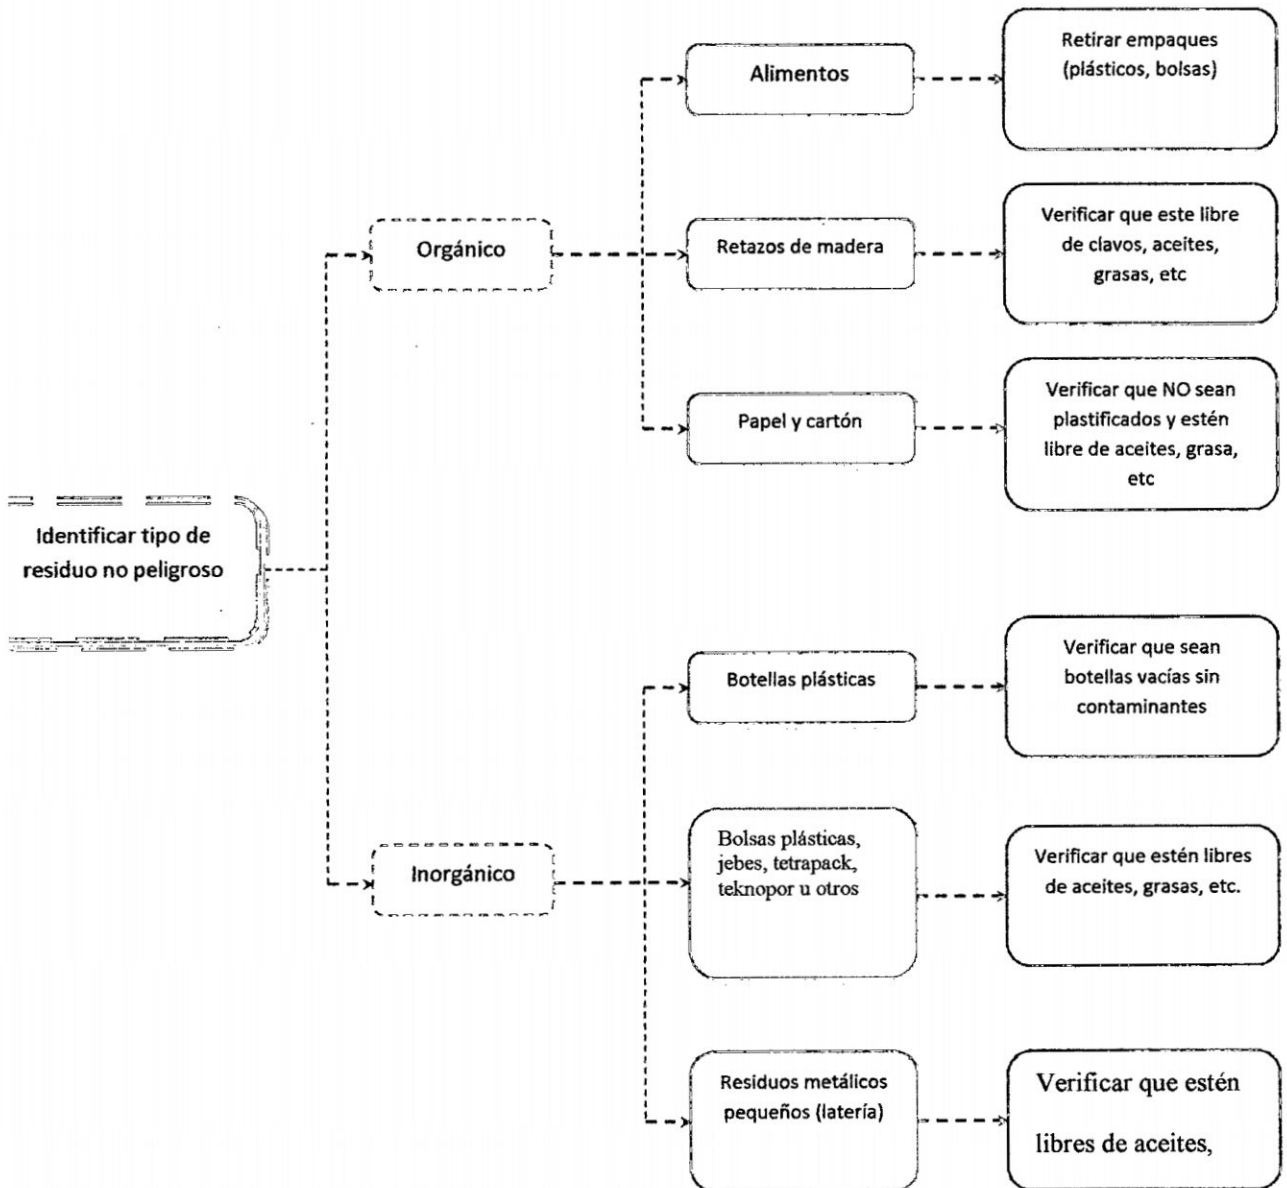 Identificar tipo de
residuo no peligroso
Orgánico
Alimentos
Retirar empaques
(plásticos, bolsas)
Retazos de madera
Verificar que este libre
de clavos, aceites,
grasas, etc
Papel y cartón
Verificar que NO sean
plastificados y estén
libre de aceites, grasa,
etc
Inorgánico
Botellas plásticas
Verificar que sean
botellas vacías sin
contaminantes
Bolsas plásticas,
jebes, tetrapack,
teknopor u otros
Verificar que estén libres
de aceites, grasas, etc.
Residuos metálicos
pequeños (latería)
Verificar que estén
libres de aceites,